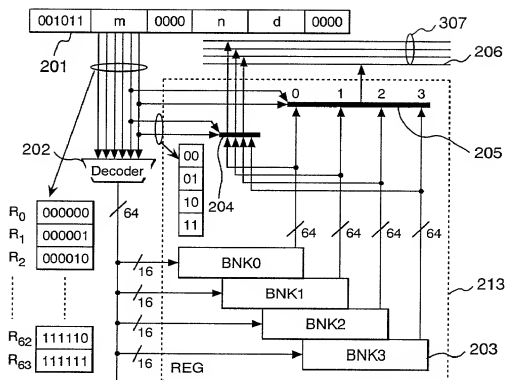 001011 m 0000 n d 0000
307
201
206
0 1 2 3
202
205
Decoder
00
01
10
11
204
64
64 64 64 64
R0 000000
R1 000001
R2 000010
BNK0
16
213
BNK1
16
BNK2
16
R62 111110
R63 111111
BNK3
16
203
REG